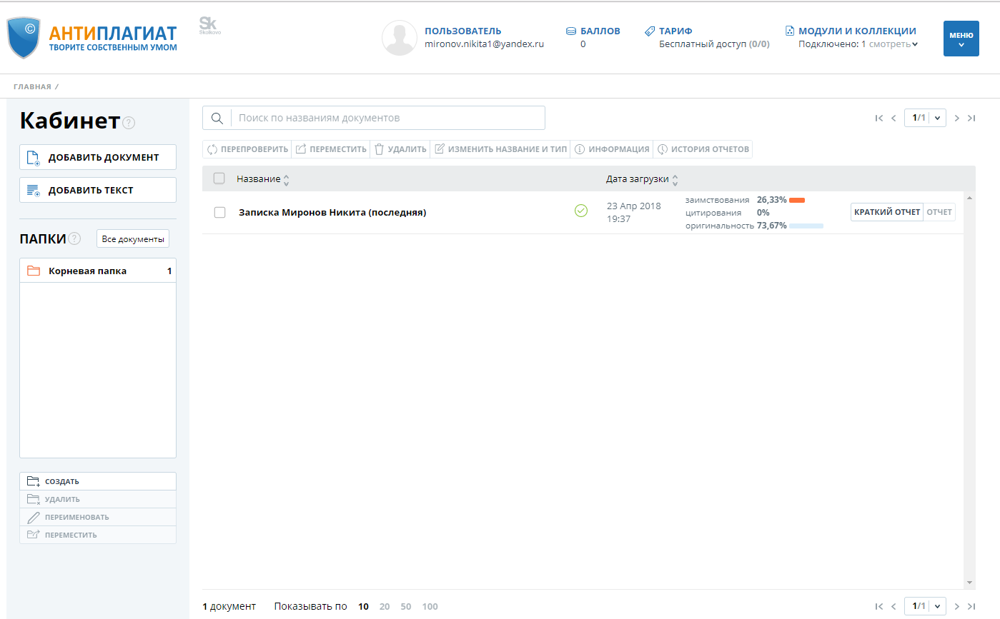 ©
АНТИПЛАГИАТ
ТВОРИТЕ СОБСТВЕННЫМ УМОМ
Sk
Skolkovo
ПОЛЬЗОВАТЕЛЬ
mironov.nikita1@yandex.ru
БАЛЛОВ
0
ТАРИФ
Бесплатный доступ (0/0)
МОДУЛИ И КОЛЛЕКЦИИ
Подключено: 1 смотреть
МЕНЮ
ГЛАВНАЯ /
Кабинет ?
ДОБАВИТЬ ДОКУМЕНТ
ДОБАВИТЬ ТЕКСТ
ПАПКИ ? Все документы
Корневая папка 1
СОЗДАТЬ
УДАЛИТЬ
ПЕРЕИМЕНОВАТЬ
ПЕРЕМЕСТИТЬ
Поиск по названиям документов
1/1
ПЕРЕПРОВЕРИТЬ ПЕРЕМЕСТИТЬ УДАЛИТЬ ИЗМЕНИТЬ НАЗВАНИЕ И ТИП ИНФОРМАЦИЯ ИСТОРИЯ ОТЧЕТОВ
Название Дата загрузки
Записка Миронов Никита (последняя)
23 Апр 2018
19:37
заимствования 26,33%
цитирования 0%
оригинальность 73,67%
КРАТКИЙ ОТЧЕТ ОТЧЕТ
1 документ Показывать по 10 20 50 100
1/1